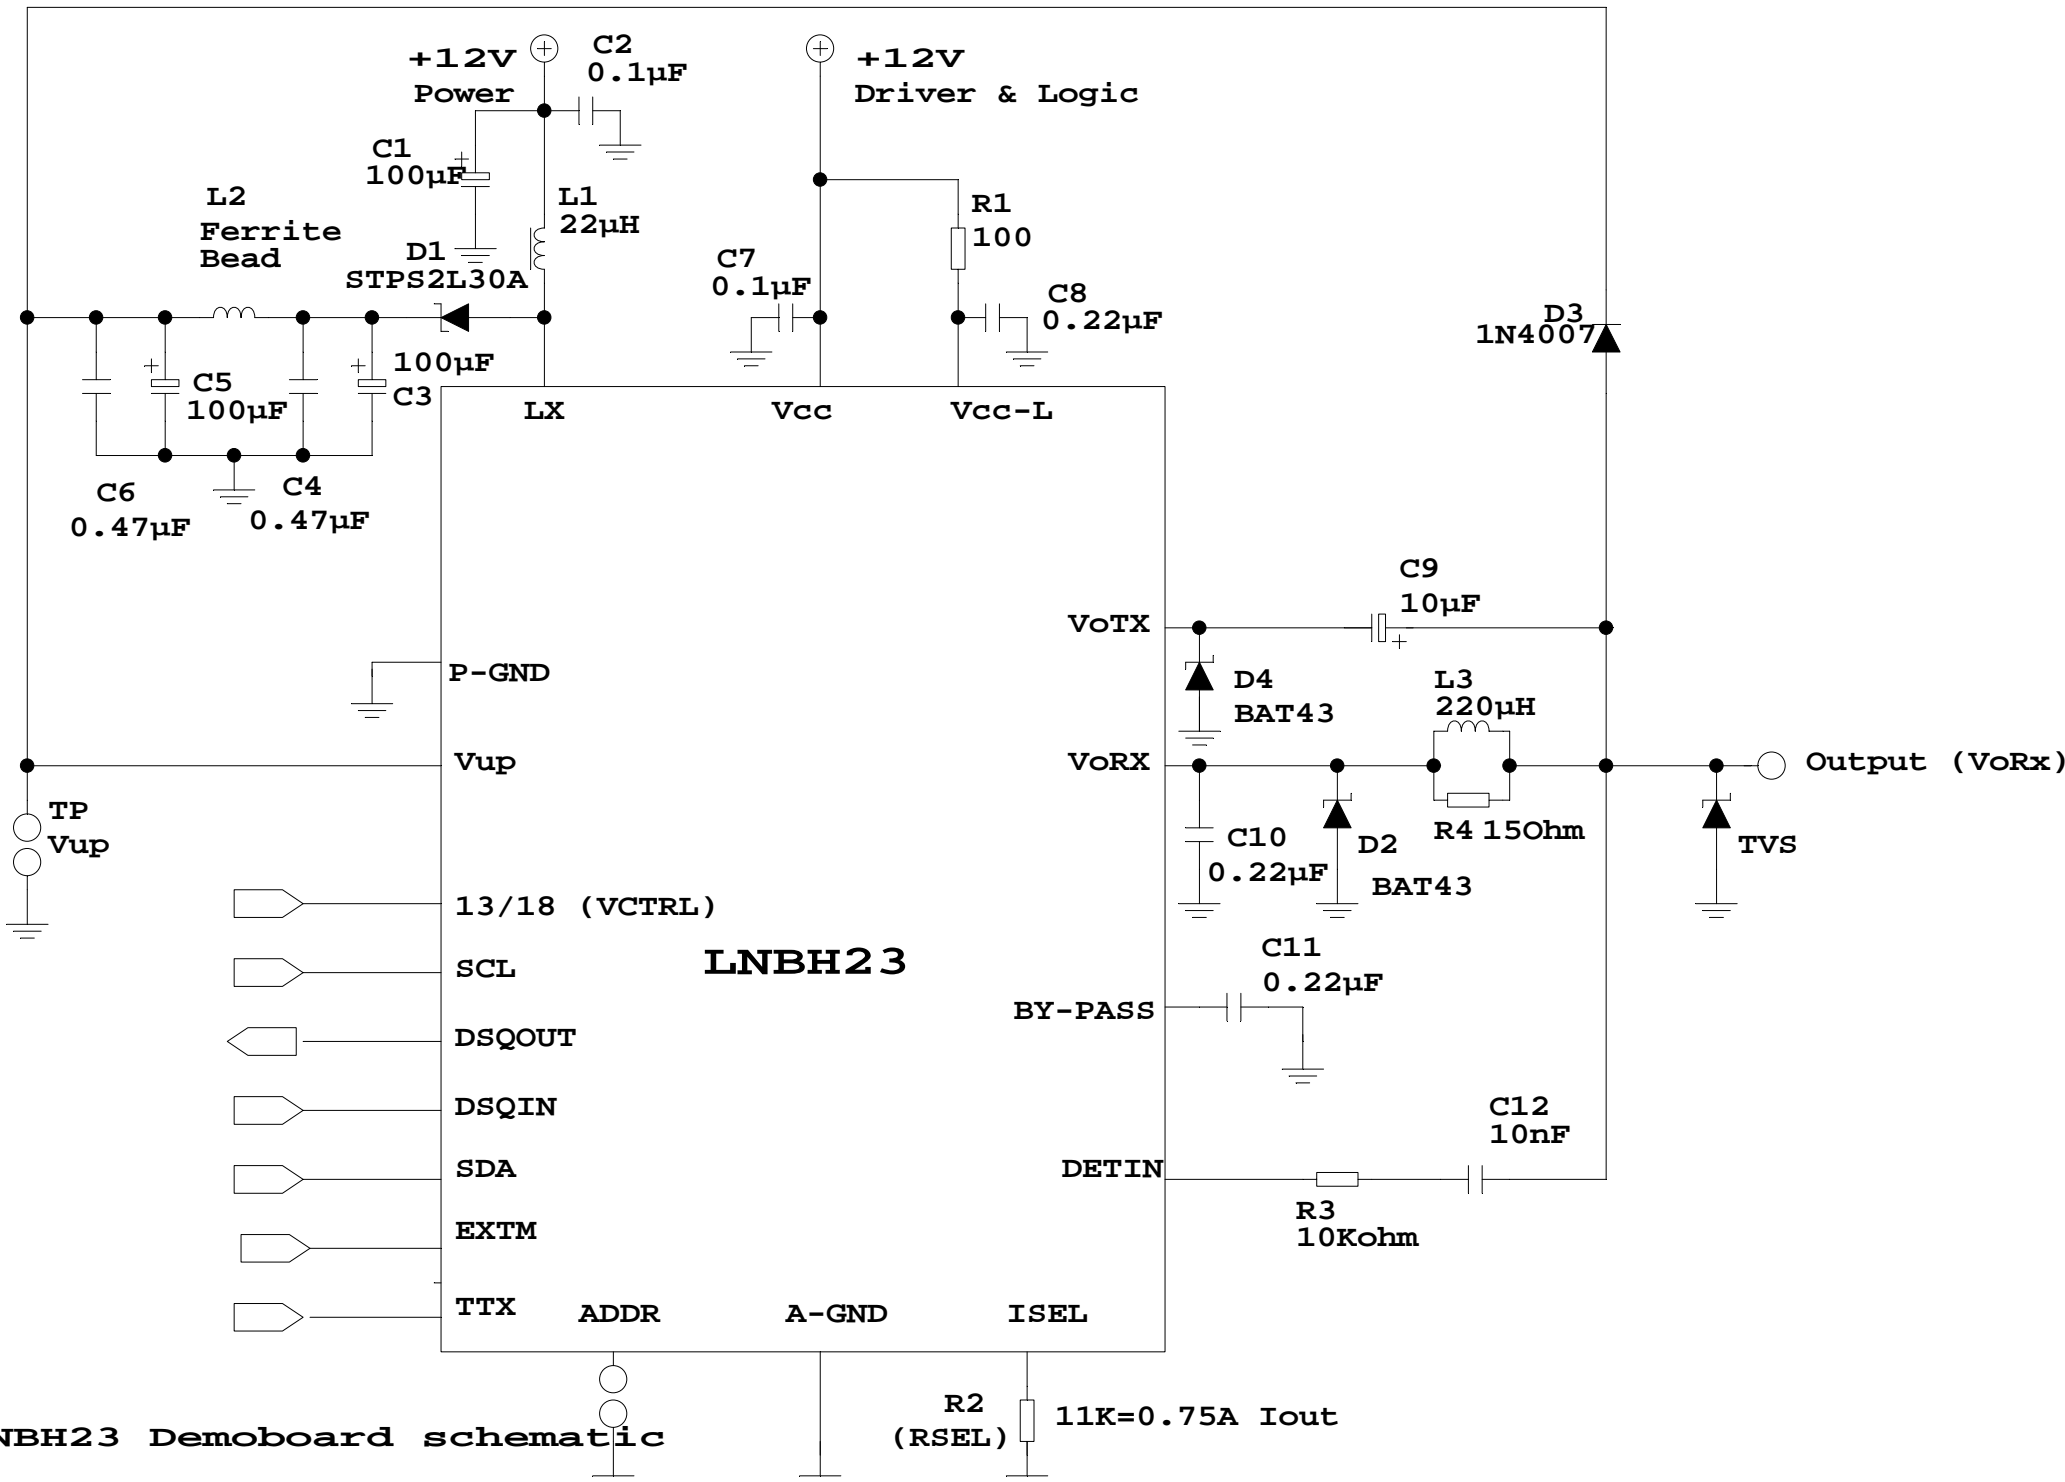 +12V
Power
C2
0.1µF
+12V
Driver & Logic
C1
100µF
+
L1
22µH
L2
Ferrite
Bead
D1
STPS2L30A
R1
100
C7
0.1µF
C8
0.22µF
D3
1N4007
+
C5
100µF
+
100µF
C3
C6
0.47µF
C4
0.47µF
LX
Vcc
Vcc-L
C9
10µF
+
VoTX
D4
BAT43
L3
220µH
P-GND
Vup
VoRX
Output (VoRx)
TP
Vup
C10
0.22µF
D2
BAT43
R4 15Ohm
TVS
13/18 (VCTRL)
SCL
LNBH23
C11
0.22µF
BY-PASS
DSQOUT
DSQIN
C12
10nF
SDA
DETIN
R3
10Kohm
EXTM
TTX
ADDR
A-GND
ISEL
R2
(RSEL)
11K=0.75A Iout
NBH23 Demoboard schematic